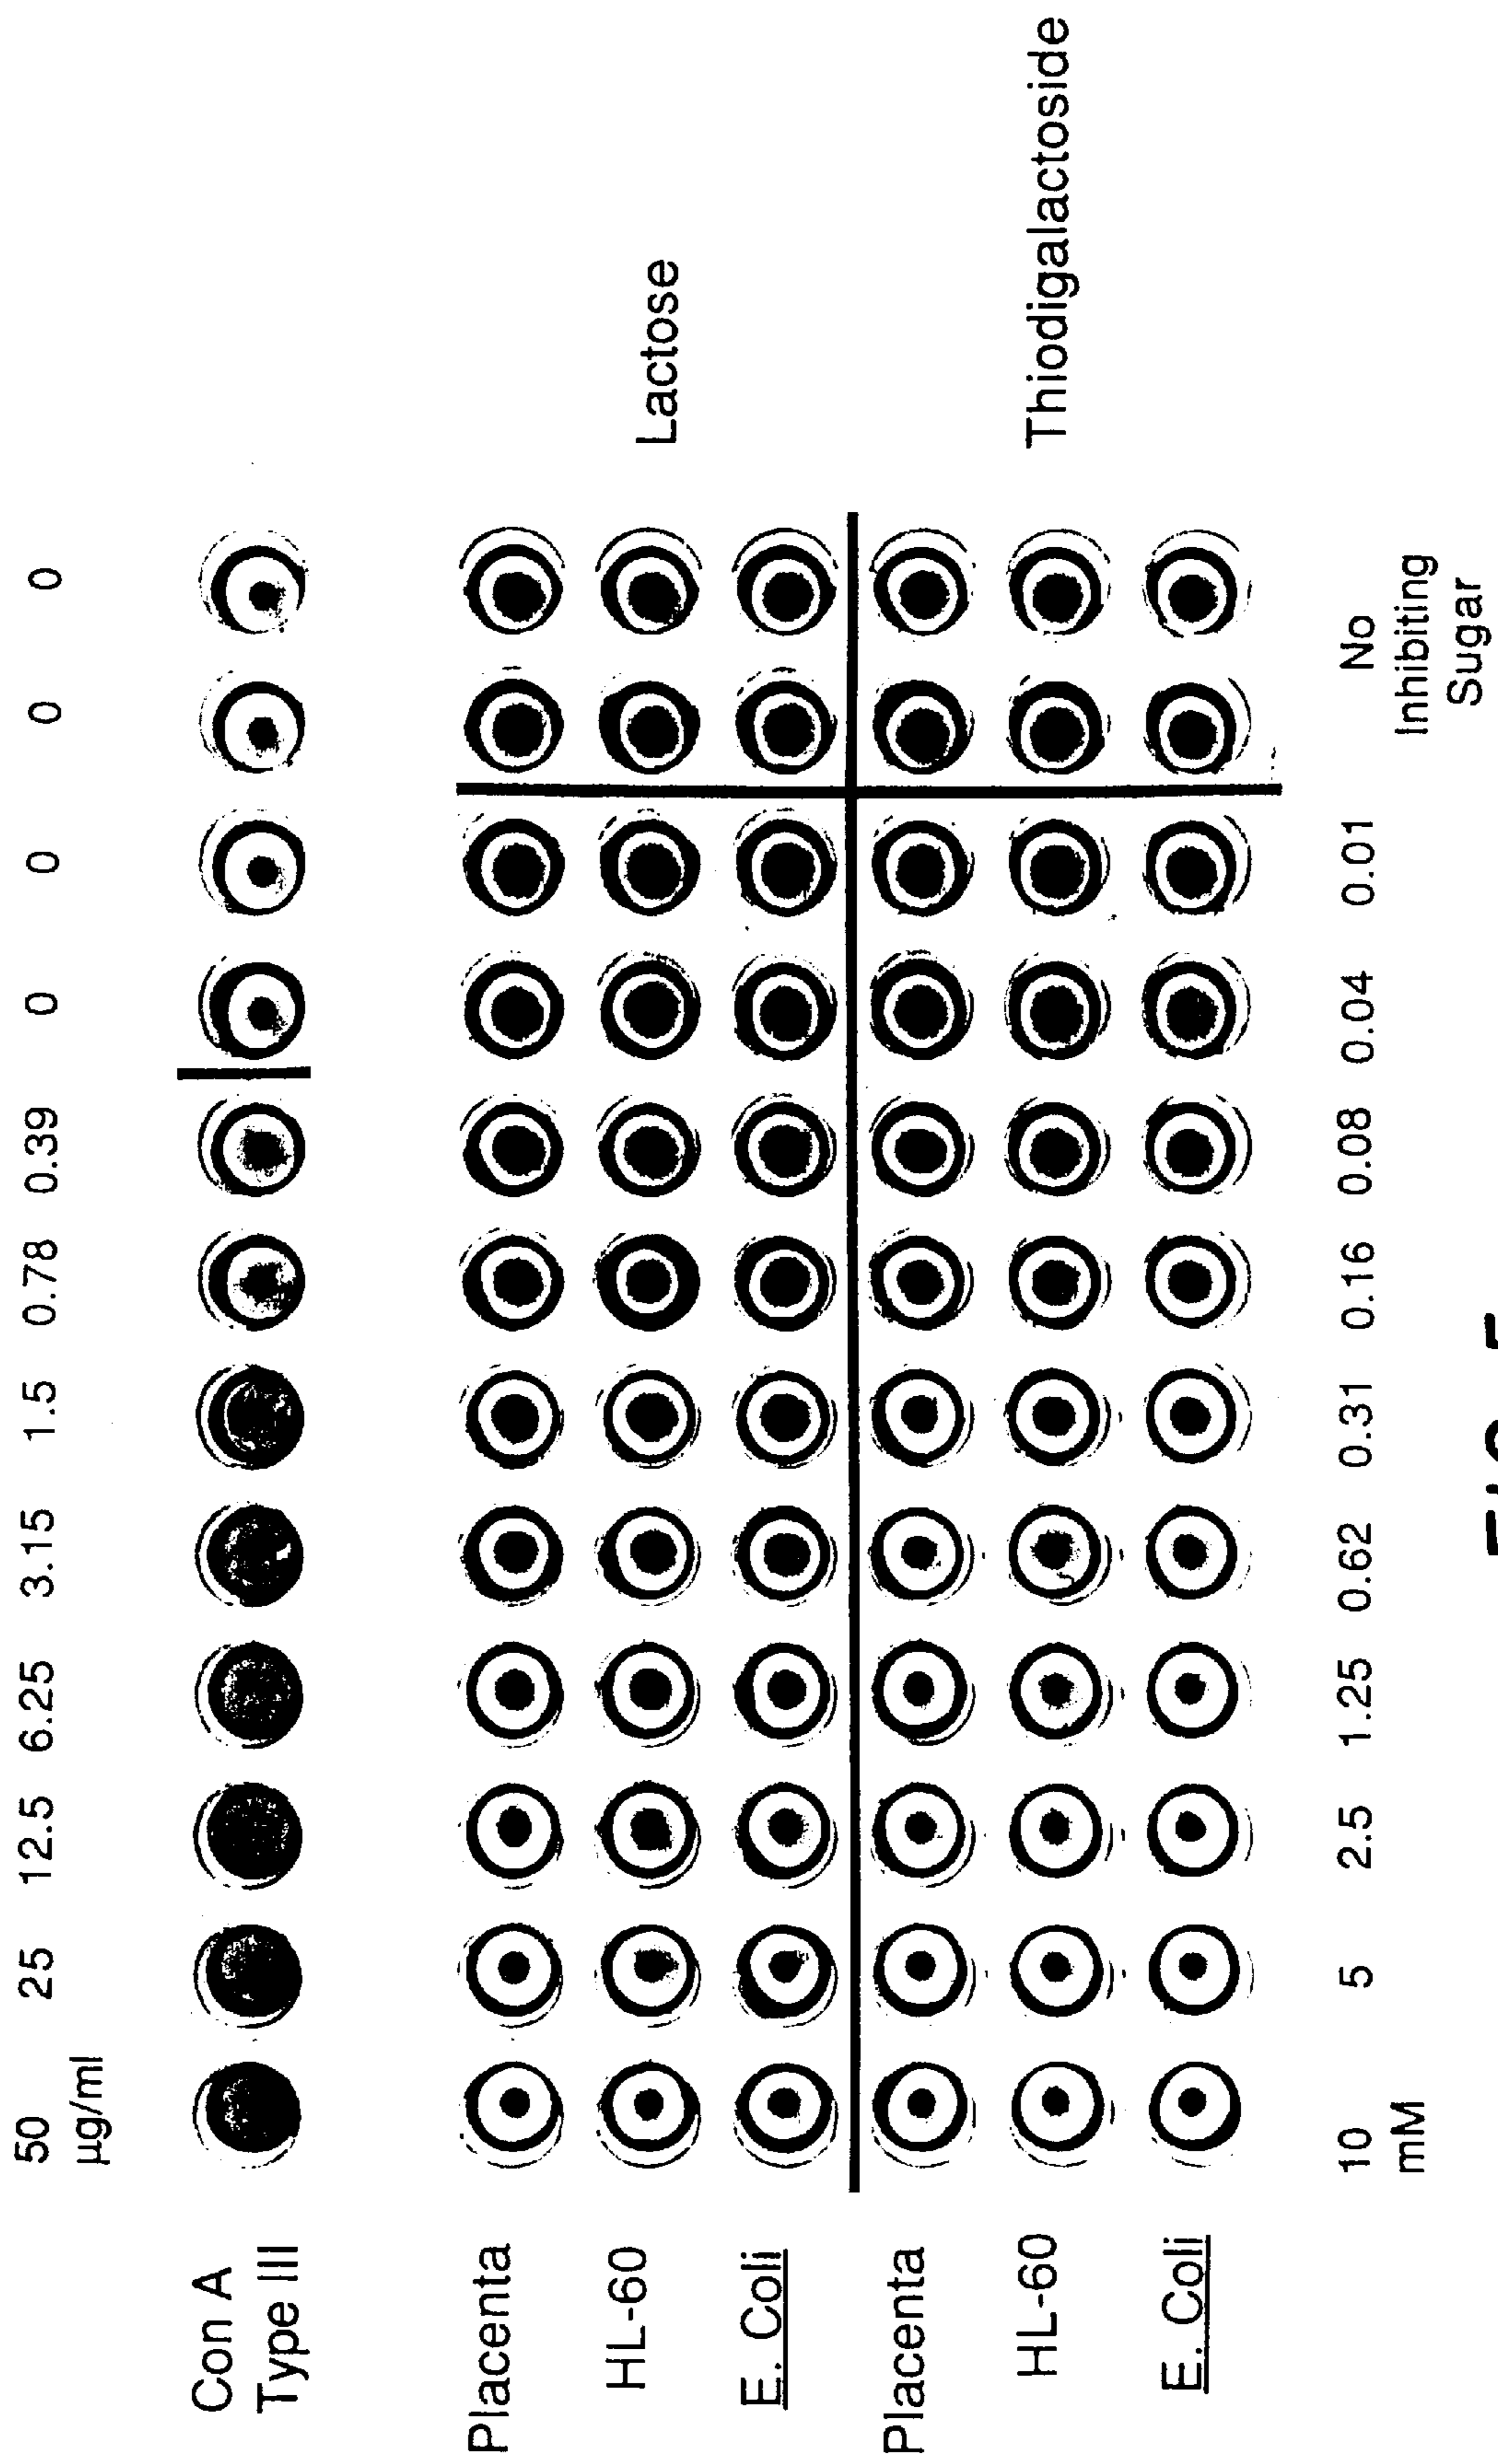 50 25 12.5 6.25 3.15 1.5 0.78 0.39 0 0 0 0
µg/ml
Con A
Type III
Placenta
HL-60
Lactose
E. Coli
Placenta
HL-60
Thiodigalactoside
E. Coli
10 5 2.5 1.25 0.62 0.31 0.16 0.08 0.04 0.01 No
mM Inhibiting
Sugar